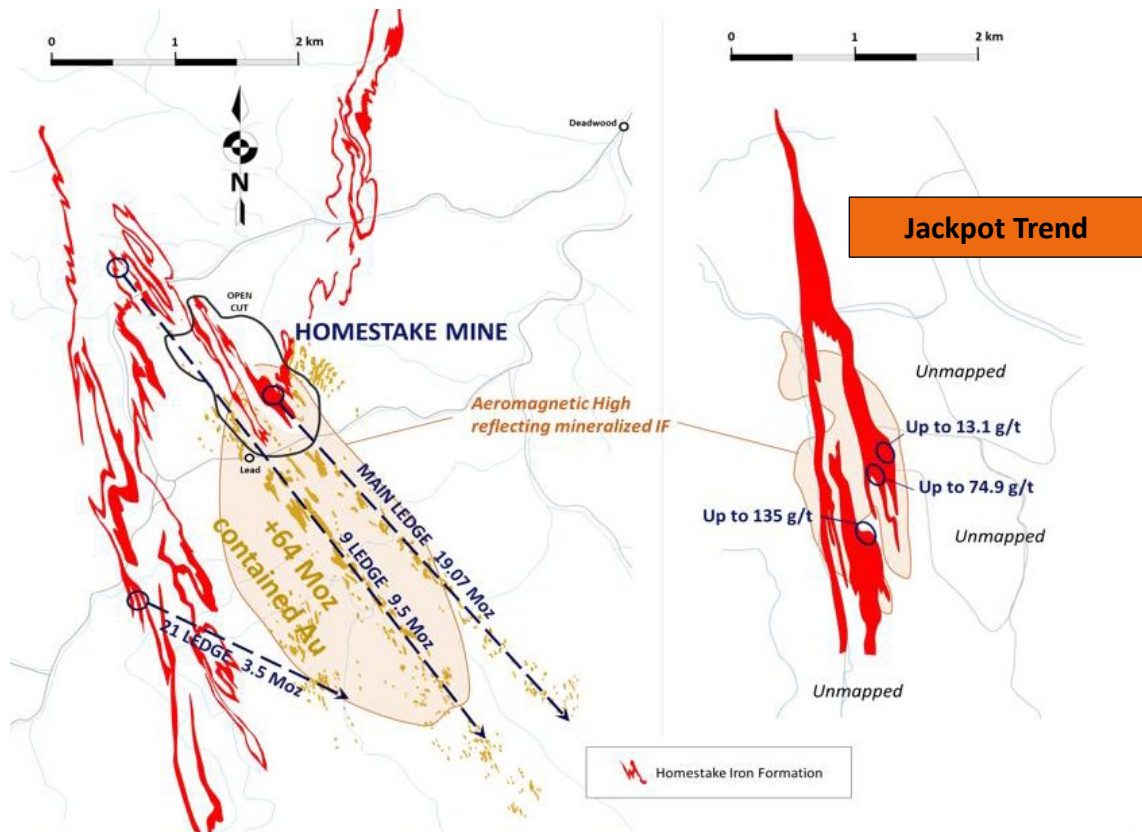 0 1 2 km
N
Deadwood
OPEN
CUT
HOMESTAKE MINE
Aeromagnetic High
reflecting mineralized IF
Lead
MAIN LEDGE 19.07 Moz
9 LEDGE 9.5 Moz
+64 Moz
contained Au
21 LEDGE 3.5 Moz
0 1 2 km
Jackpot Trend
Unmapped
Up to 13.1 g/t
Up to 74.9 g/t
Up to 135 g/t
Unmapped
Unmapped
Homestake Iron Formation